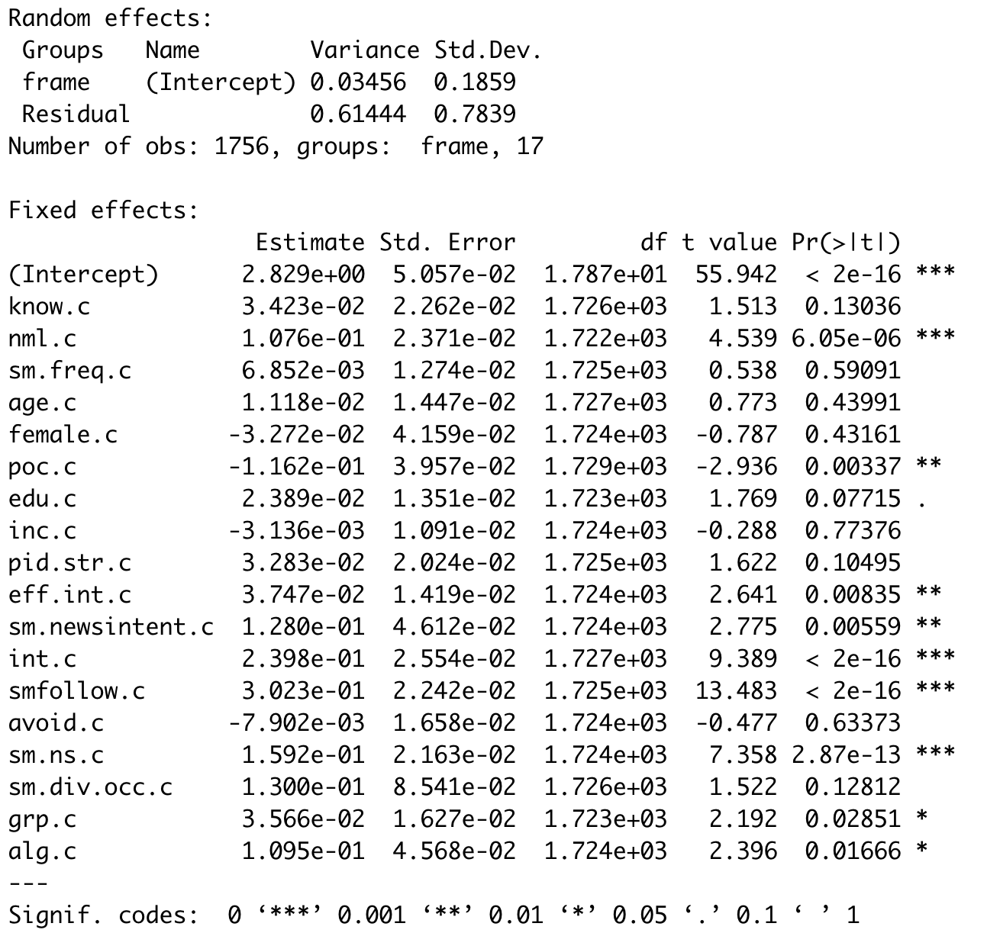 Random effects:
 Groups   Name        Variance Std.Dev.
 frame    (Intercept) 0.03456  0.1859
 Residual             0.61444  0.7839
Number of obs: 1756, groups:  frame, 17

Fixed effects:
                  Estimate Std. Error         df t value Pr(>|t|)
(Intercept)      2.829e+00  5.057e-02  1.787e+01  55.942  < 2e-16 ***
know.c           3.423e-02  2.262e-02  1.726e+03   1.513  0.13036
nml.c            1.076e-01  2.371e-02  1.722e+03   4.539 6.05e-06 ***
sm.freq.c        6.852e-03  1.274e-02  1.725e+03   0.538  0.59091
age.c            1.118e-02  1.447e-02  1.727e+03   0.773  0.43991
female.c        -3.272e-02  4.159e-02  1.724e+03  -0.787  0.43161
poc.c           -1.162e-01  3.957e-02  1.729e+03  -2.936  0.00337 **
edu.c            2.389e-02  1.351e-02  1.723e+03   1.769  0.07715 .
inc.c           -3.136e-03  1.091e-02  1.724e+03  -0.288  0.77376
pid.str.c        3.283e-02  2.024e-02  1.725e+03   1.622  0.10495
eff.int.c        3.747e-02  1.419e-02  1.724e+03   2.641  0.00835 **
sm.newsintent.c  1.280e-01  4.612e-02  1.724e+03   2.775  0.00559 **
int.c            2.398e-01  2.554e-02  1.727e+03   9.389  < 2e-16 ***
smfollow.c       3.023e-01  2.242e-02  1.725e+03  13.483  < 2e-16 ***
avoid.c         -7.902e-03  1.658e-02  1.724e+03  -0.477  0.63373
sm.ns.c          1.592e-01  2.163e-02  1.724e+03   7.358 2.87e-13 ***
sm.div.occ.c     1.300e-01  8.541e-02  1.726e+03   1.522  0.12812
grp.c            3.566e-02  1.627e-02  1.723e+03   2.192  0.02851 *
alg.c            1.095e-01  4.568e-02  1.724e+03   2.396  0.01666 *
---
Signif. codes:  0 ‘***’ 0.001 ‘**’ 0.01 ‘*’ 0.05 ‘.’ 0.1 ‘ ’ 1